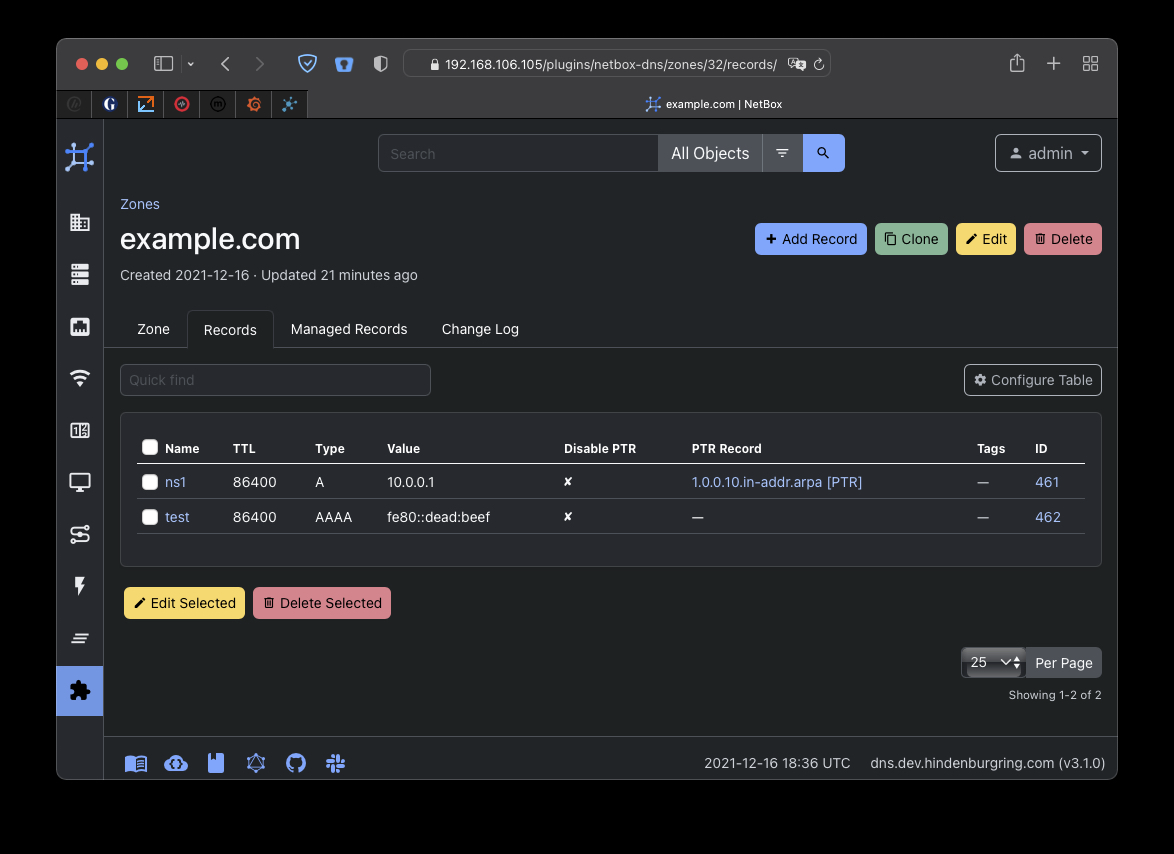 192.168.106.105/plugins/netbox-dns/zones/32/records/
example.com | NetBox
Search All Objects admin
Zones
example.com
Add Record Clone Edit Delete
Created 2021-12-16 · Updated 21 minutes ago
Zone Records Managed Records Change Log
Quick find Configure Table
Name TTL Type Value Disable PTR PTR Record Tags ID
ns1 86400 A 10.0.0.1 ✘ 1.0.0.10.in-addr.arpa [PTR] — 461
test 86400 AAAA fe80::dead:beef ✘ — — 462
Edit Selected Delete Selected
25 Per Page
Showing 1-2 of 2
2021-12-16 18:36 UTC dns.dev.hindenburgring.com (v3.1.0)